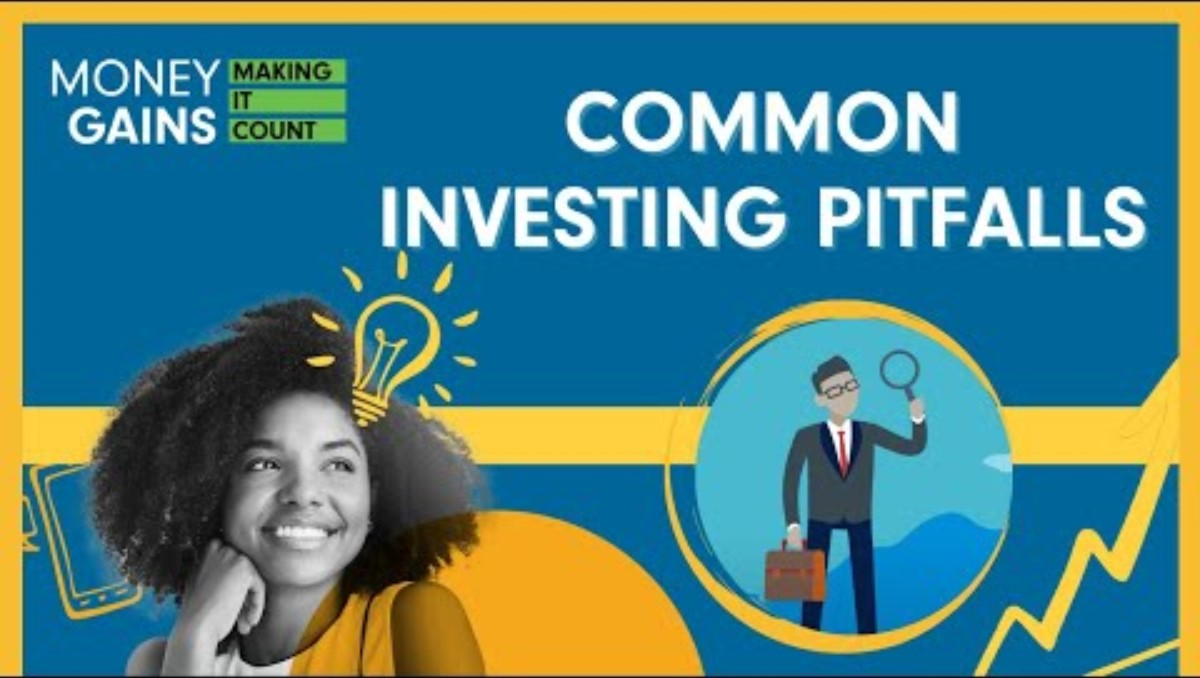 MONEY
GAINS
MAKING
IT
COUNT
COMMON
INVESTING PITFALLS